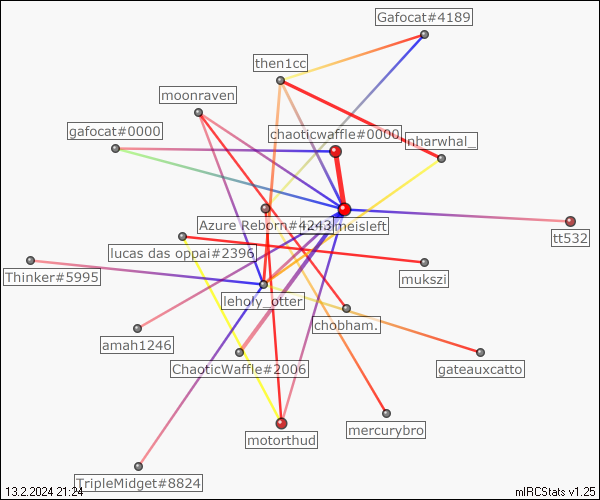 Gafocat#4189
then1cc
moonraven
gafocat#0000
chaoticwaffle#0000
nharwhal_
Azure Reborn#4243
meisleft
tt532
lucas das oppai#2396
mukszi
Thinker#5995
leholy_otter
chobham.
amah1246
ChaoticWaffle#2006
gateauxcatto
mercurybro
motorthud
TripleMidget#8824
13.2.2024 21:24
mIRCStats v1.25